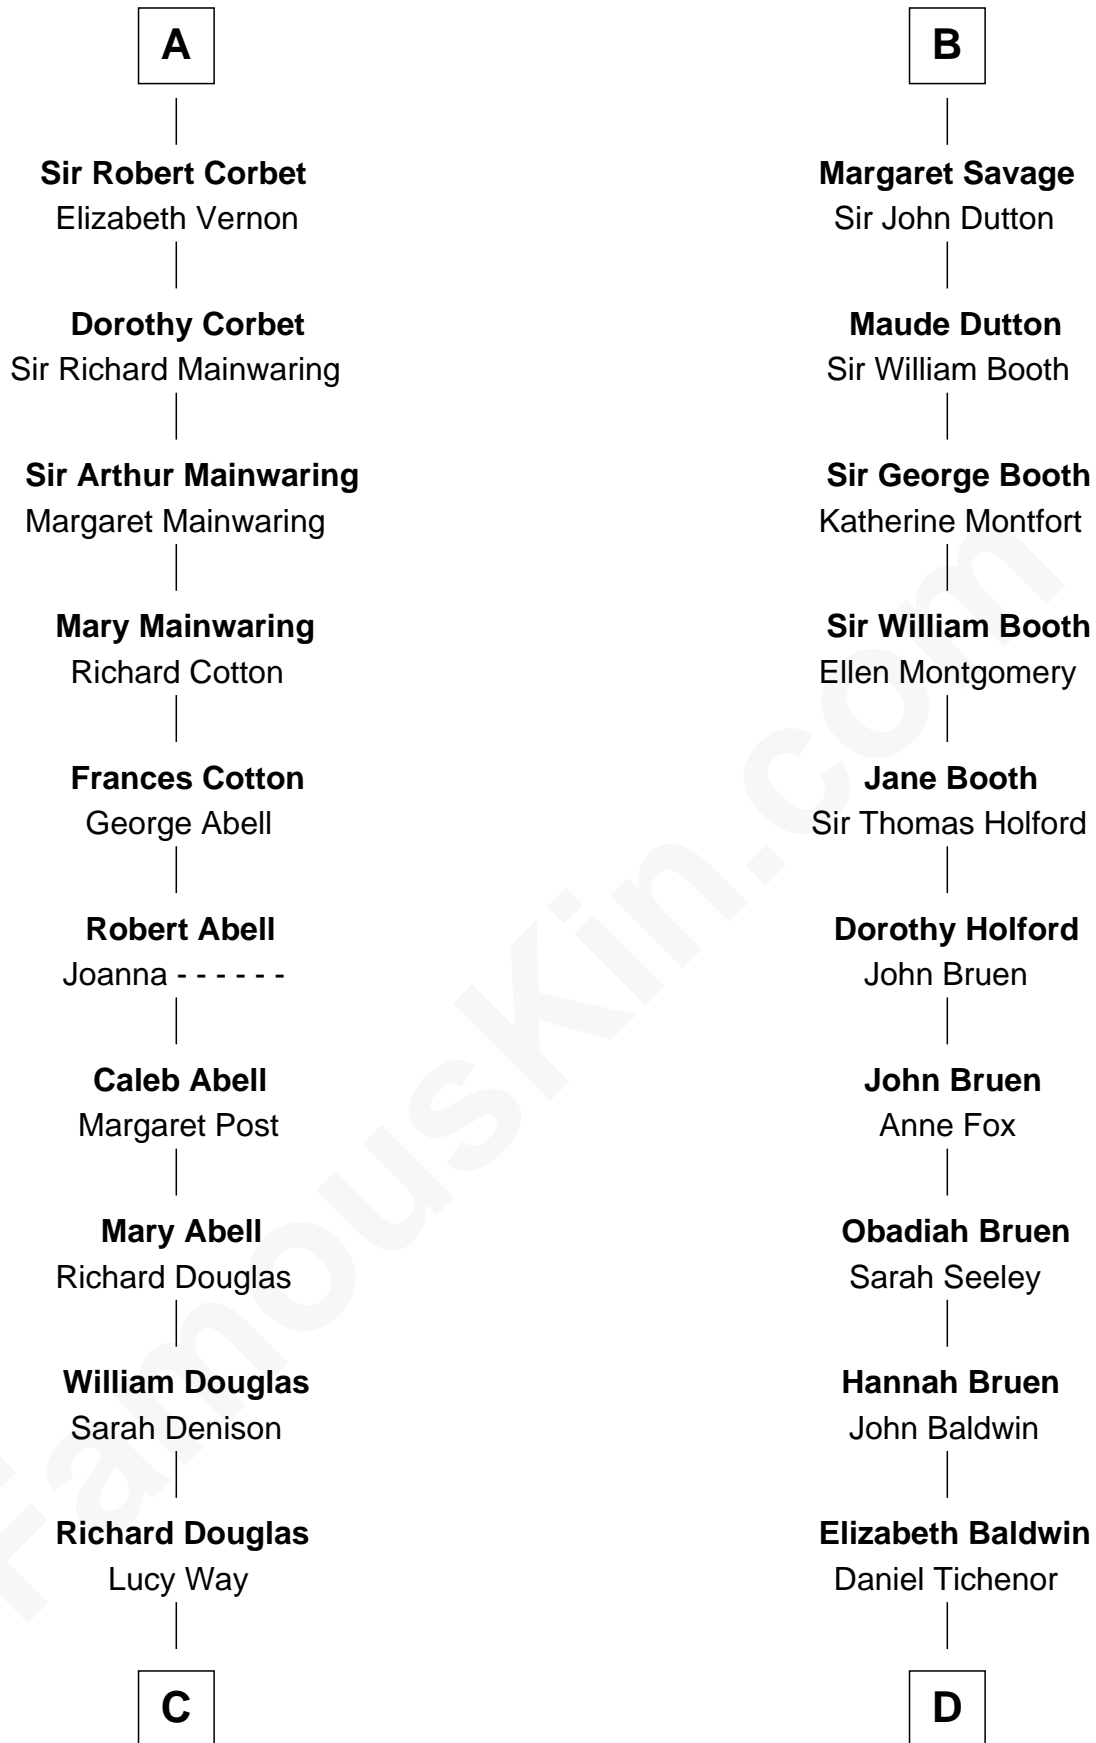 A
Sir Robert Corbet
Elizabeth Vernon
Dorothy Corbet
Sir Richard Mainwaring
Sir Arthur Mainwaring
Margaret Mainwaring
Mary Mainwaring
Richard Cotton
Frances Cotton
George Abell
Robert Abell
Joanna - - - - - -
Caleb Abell
Margaret Post
Mary Abell
Richard Douglas
William Douglas
Sarah Denison
Richard Douglas
Lucy Way
C
B
Margaret Savage
Sir John Dutton
Maude Dutton
Sir William Booth
Sir George Booth
Katherine Montfort
Sir William Booth
Ellen Montgomery
Jane Booth
Sir Thomas Holford
Dorothy Holford
John Bruen
John Bruen
Anne Fox
Obadiah Bruen
Sarah Seeley
Hannah Bruen
John Baldwin
Elizabeth Baldwin
Daniel Tichenor
D
FamousKin.com